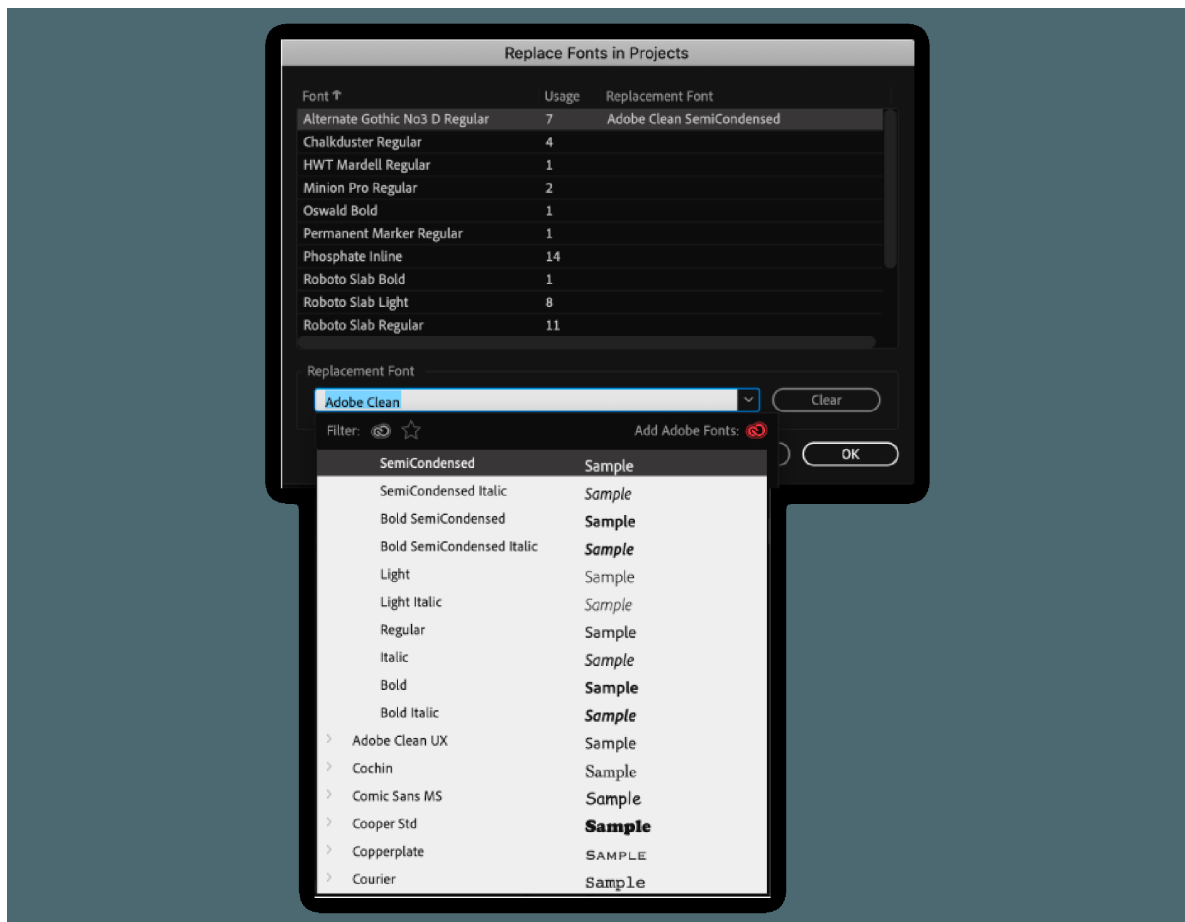 Replace Fonts in Projects
Font Usage Replacement Font
Alternate Gothic No3 D Regular 7 Adobe Clean SemiCondensed
Chalkduster Regular 4
HWT Mardell Regular 1
Minion Pro Regular 2
Oswald Bold 1
Permanent Marker Regular 1
Phosphate Inline 14
Roboto Slab Bold 1
Roboto Slab Light 8
Roboto Slab Regular 11
Replacement Font
Adobe Clean Clear
Filter: Add Adobe Fonts:
OK
SemiCondensed Sample
SemiCondensed Italic Sample
Bold SemiCondensed Sample
Bold SemiCondensed Italic Sample
Light Sample
Light Italic Sample
Regular Sample
Italic Sample
Bold Sample
Bold Italic Sample
Adobe Clean UX Sample
Cochin Sample
Comic Sans MS Sample
Cooper Std Sample
Copperplate SAMPLE
Courier Sample